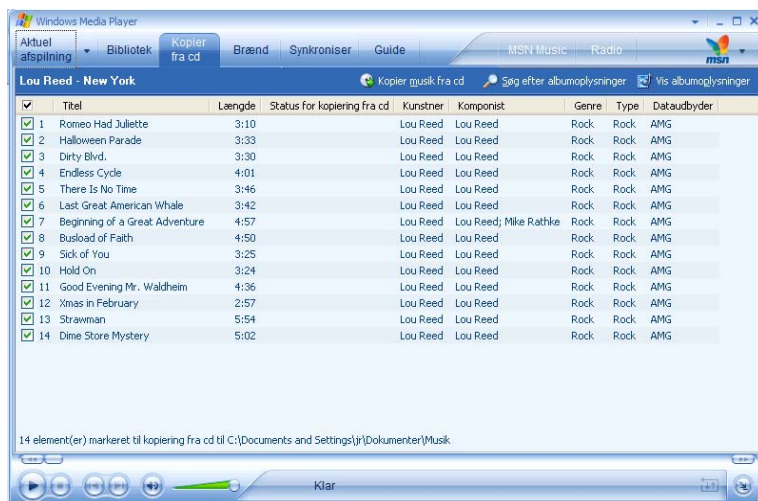 Windows Media Player
Aktuel afspilning
Bibliotek
Kopier fra cd
Brænd
Synkroniser
Guide
MSN Music
Radio
msn
Lou Reed - New York
Kopier musik fra cd
Søg efter albumoplysninger
Vis albumoplysninger
Titel Længde Status for kopiering fra cd Kunstner Komponist Genre Type Dataudbyder
1 Romeo Had Juliette 3:10 Lou Reed Lou Reed Rock Rock AMG
2 Halloween Parade 3:33 Lou Reed Lou Reed Rock Rock AMG
3 Dirty Blvd. 3:30 Lou Reed Lou Reed Rock Rock AMG
4 Endless Cycle 4:01 Lou Reed Lou Reed Rock Rock AMG
5 There Is No Time 3:46 Lou Reed Lou Reed Rock Rock AMG
6 Last Great American Whale 3:42 Lou Reed Lou Reed Rock Rock AMG
7 Beginning of a Great Adventure 4:57 Lou Reed Lou Reed; Mike Rathke Rock Rock AMG
8 Busload of Faith 4:50 Lou Reed Lou Reed Rock Rock AMG
9 Sick of You 3:25 Lou Reed Lou Reed Rock Rock AMG
10 Hold On 3:24 Lou Reed Lou Reed Rock Rock AMG
11 Good Evening Mr. Waldheim 4:36 Lou Reed Lou Reed Rock Rock AMG
12 Xmas in February 2:57 Lou Reed Lou Reed Rock Rock AMG
13 Strawman 5:54 Lou Reed Lou Reed Rock Rock AMG
14 Dime Store Mystery 5:02 Lou Reed Lou Reed Rock Rock AMG
14 element(er) markeret til kopiering fra cd til C:\Documents and Settings\jr\Dokumenter\Musik
Klar